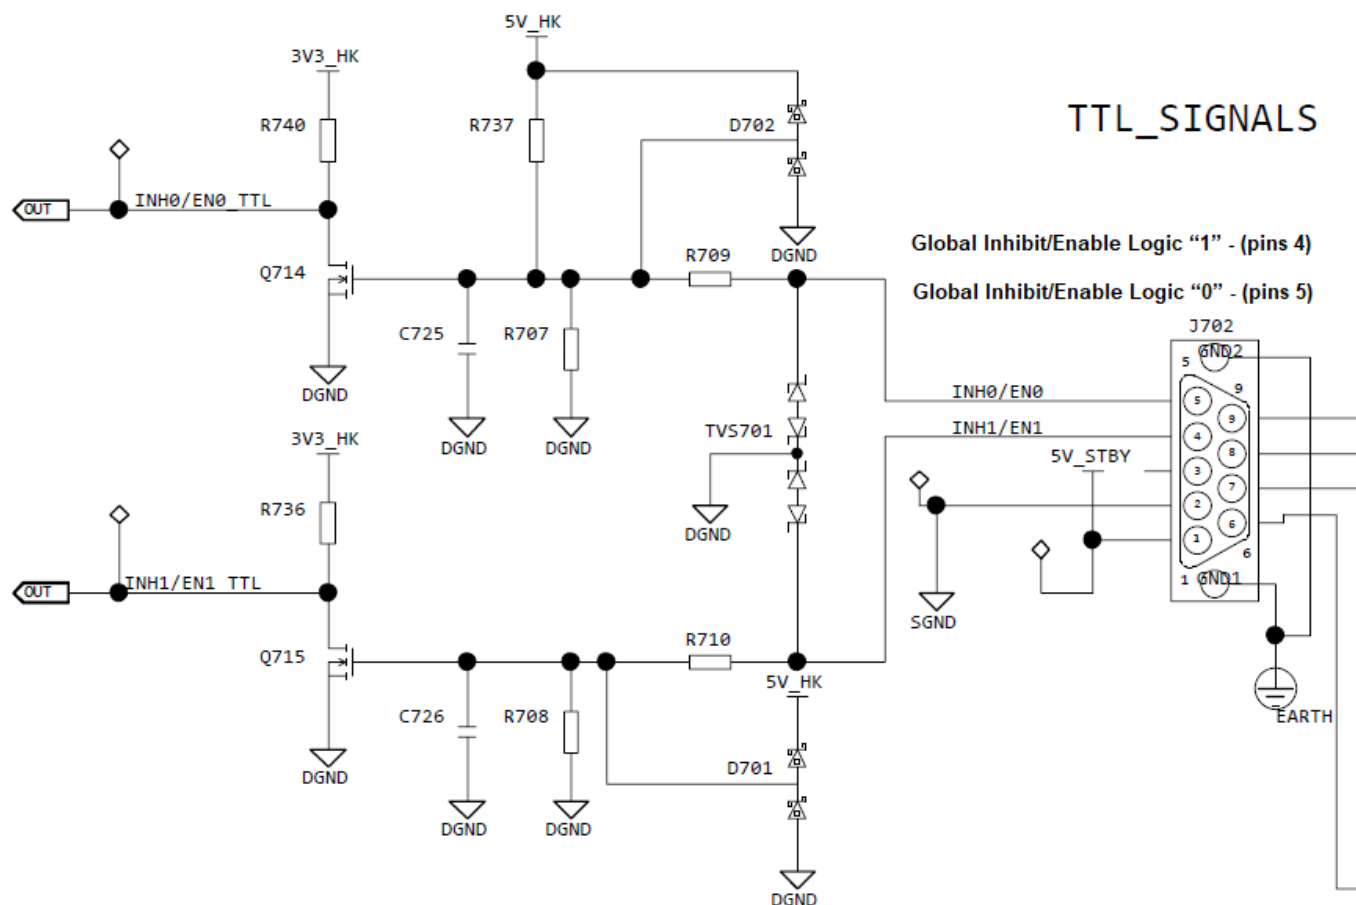 5V_HK
3V3_HK
R740
R737
D702
TTL_SIGNALS
OUT
INH0/EN0_TTL
DGND
Global Inhibit/Enable Logic “1” - (pins 4)
Q714
R709
Global Inhibit/Enable Logic “0” - (pins 5)
C725
R707
J702
DGND
GND2
5
9
INH0/EN0
5
9
DGND
DGND
TVS701
INH1/EN1
4
8
3V3_HK
5V_STBY
3
7
R736
DGND
2
6
1
6
OUT
INH1/EN1_TTL
1
GND1
SGND
Q715
R710
5V_HK
C726
R708
EARTH
DGND
D701
DGND
DGND
DGND